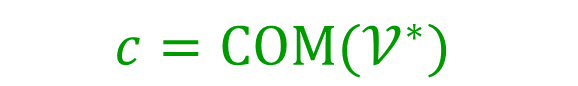 𝑐 = COM(𝒱*)